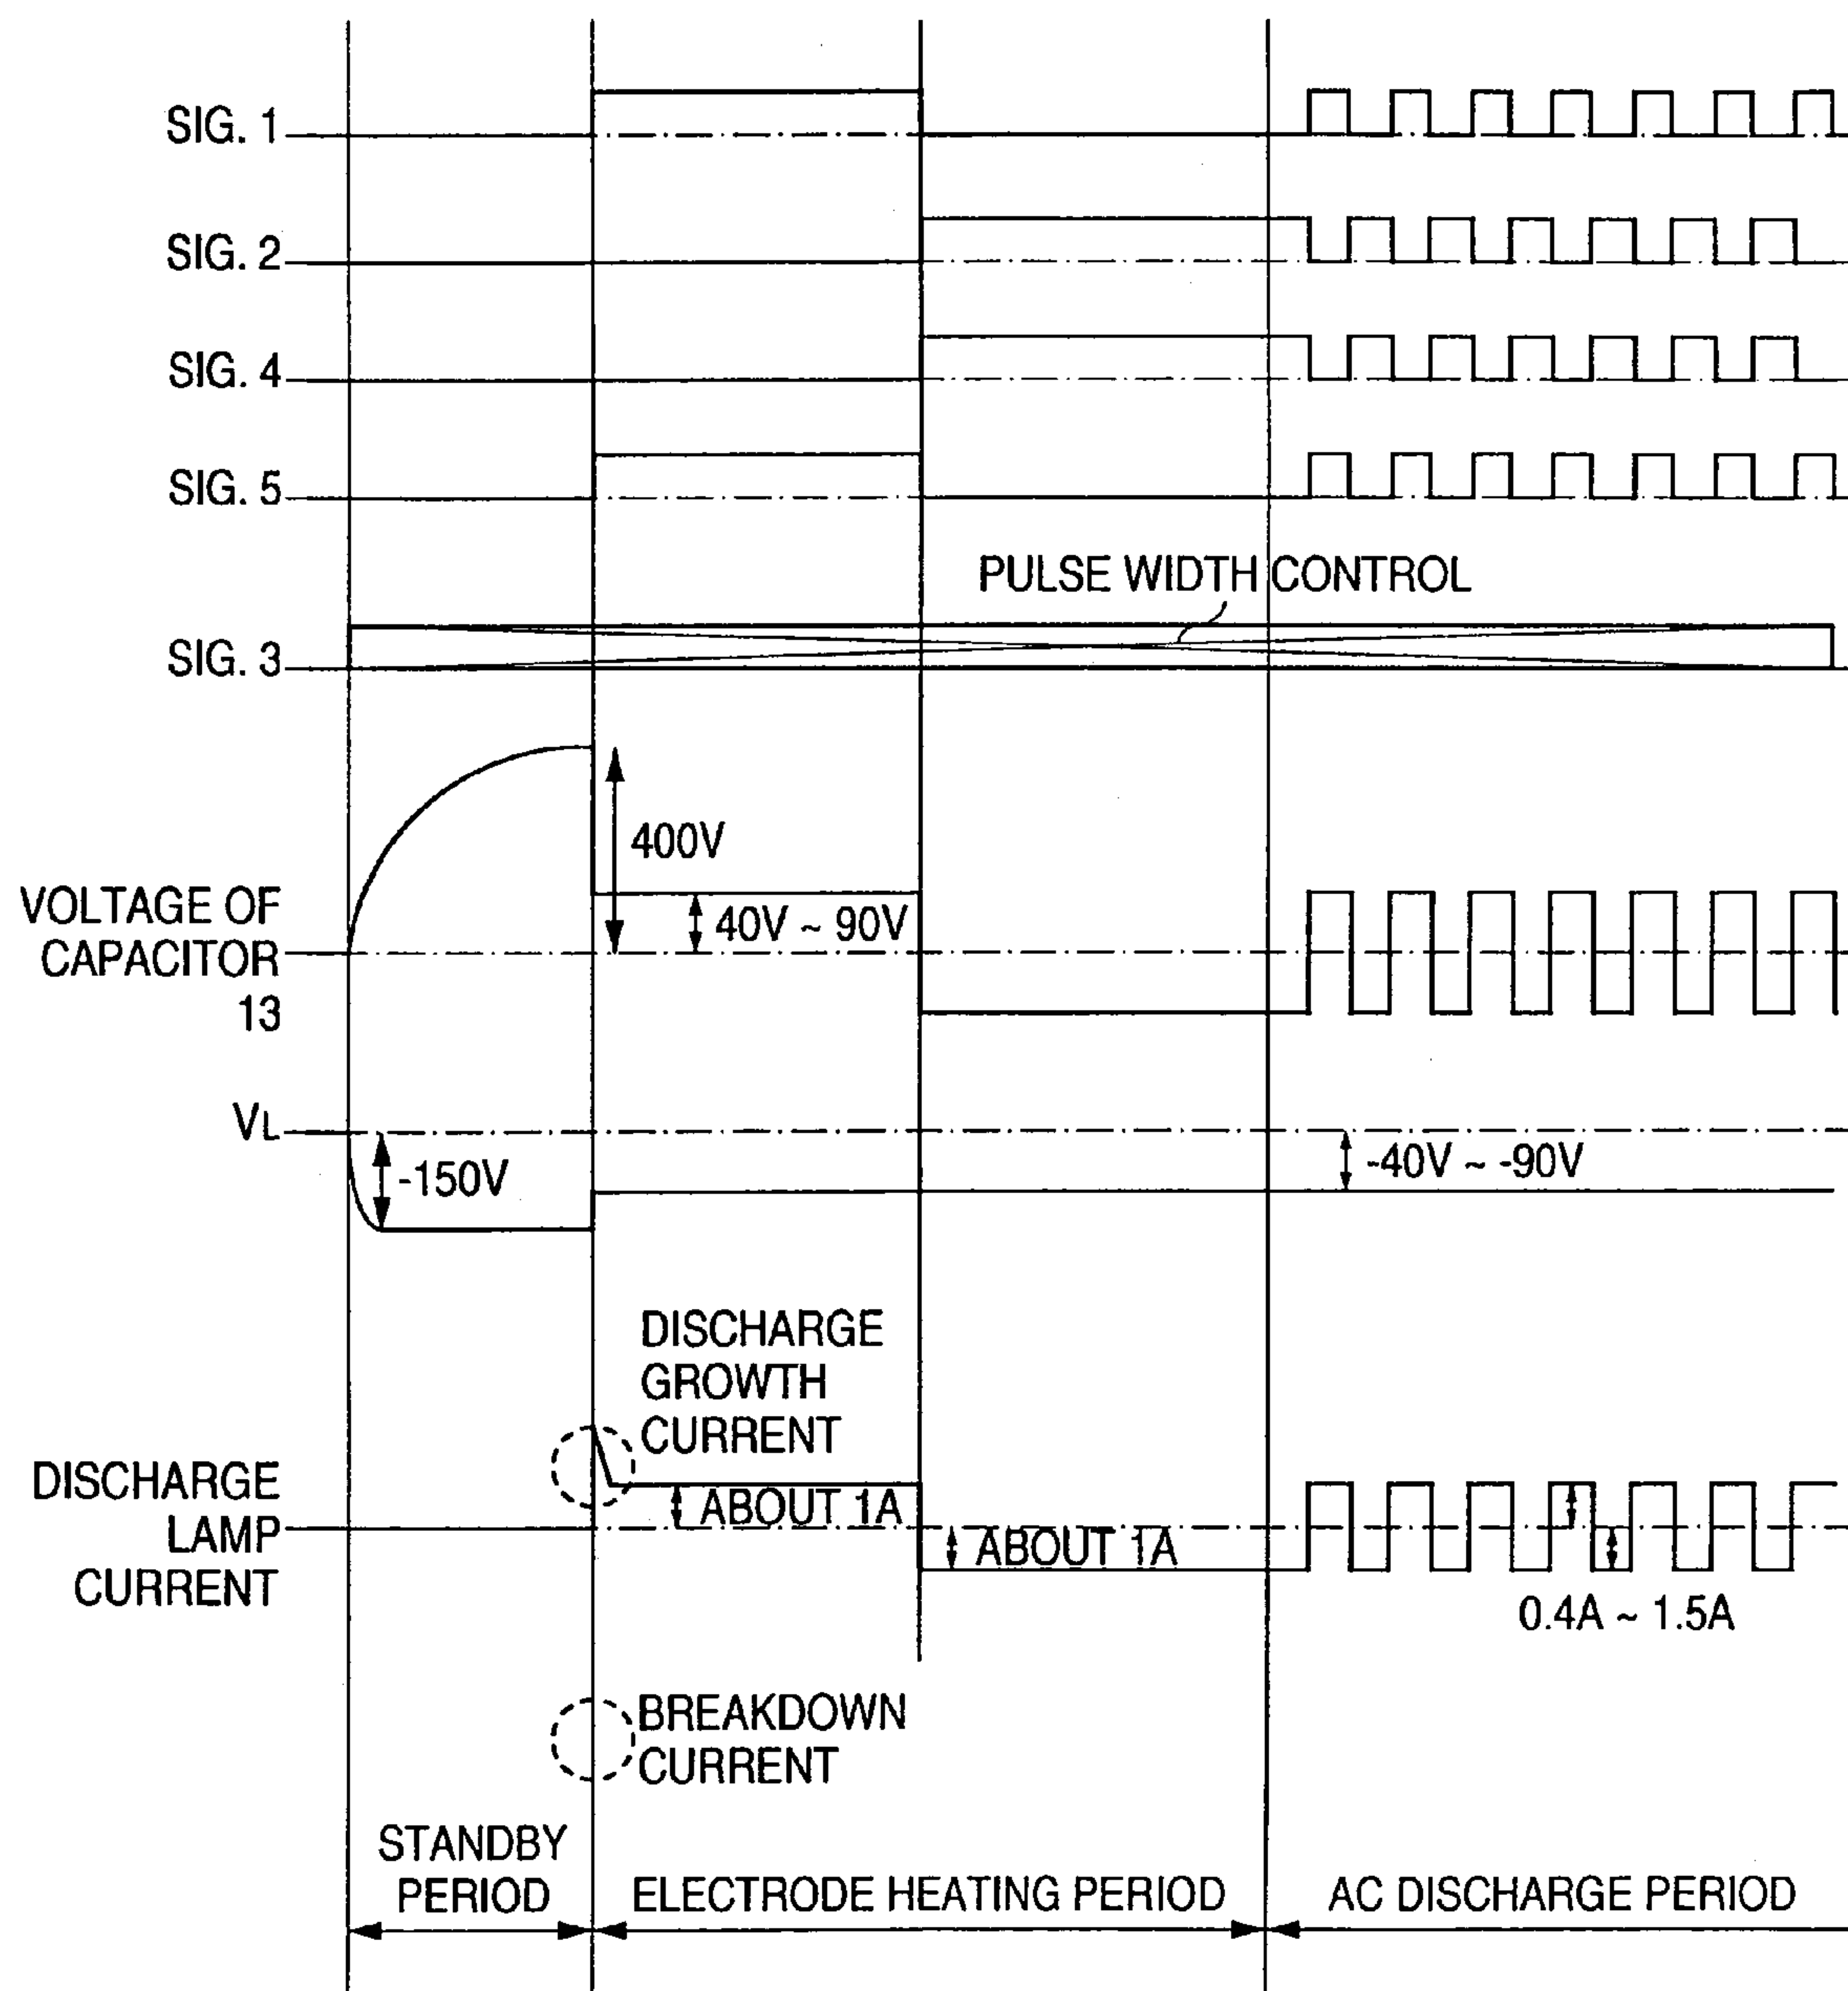 SIG. 1
SIG. 2
SIG. 4
SIG. 5
PULSE WIDTH CONTROL
SIG. 3
400V
VOLTAGE OF
CAPACITOR
13
40V ~ 90V
VL
-150V
-40V ~ -90V
DISCHARGE
GROWTH
CURRENT
DISCHARGE
LAMP
CURRENT
ABOUT 1A
ABOUT 1A
0.4A ~ 1.5A
BREAKDOWN
CURRENT
STANDBY
PERIOD
ELECTRODE HEATING PERIOD
AC DISCHARGE PERIOD